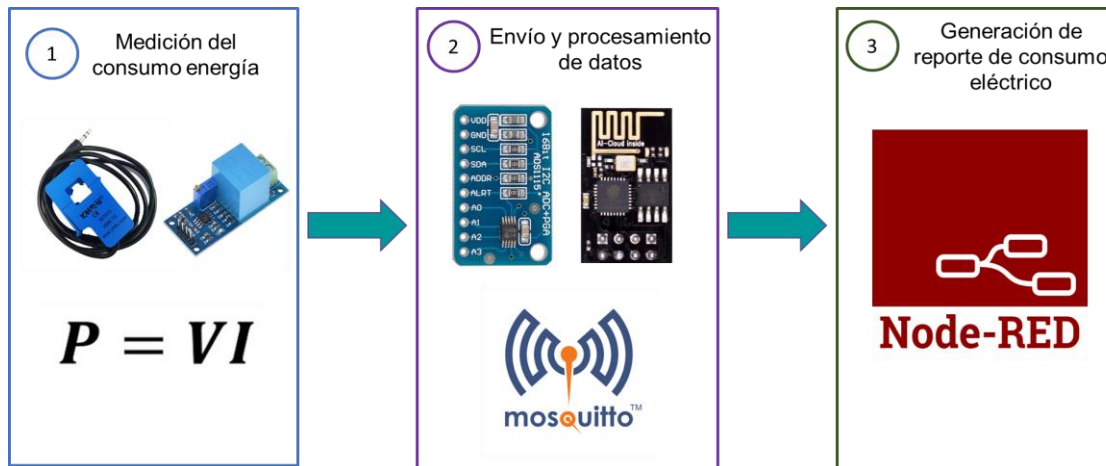 1
Medición del
consumo energía
P = VI
2
Envío y procesamiento
de datos
VDD
GND
SCL
SDA
ADDR
ALRT
A0
A1
A2
A3
16Bit I2C ADC+PGA
ADS1115
AI-Cloud Inside
mosquitto™
3
Generación de
reporte de consumo
eléctrico
Node-RED